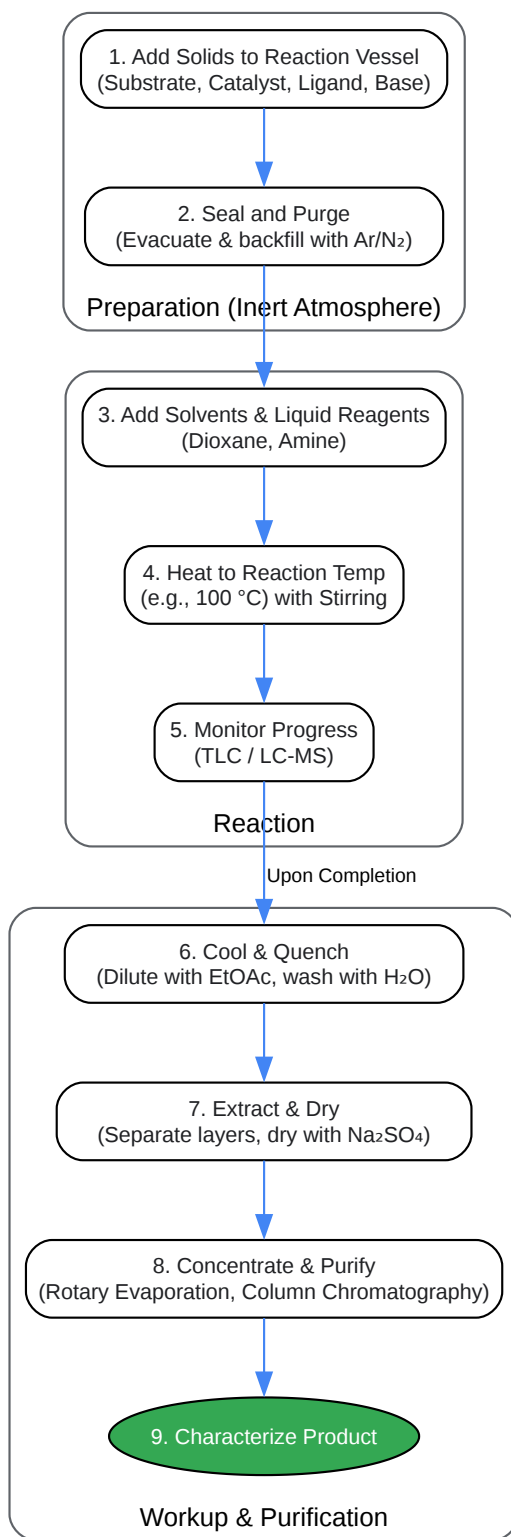 1. Add Solids to Reaction Vessel
(Substrate, Catalyst, Ligand, Base)
2. Seal and Purge
(Evacuate & backfill with Ar/N₂)
Preparation (Inert Atmosphere)
3. Add Solvents & Liquid Reagents
(Dioxane, Amine)
4. Heat to Reaction Temp
(e.g., 100 °C) with Stirring
5. Monitor Progress
(TLC / LC-MS)
Reaction
Upon Completion
6. Cool & Quench
(Dilute with EtOAc, wash with H₂O)
7. Extract & Dry
(Separate layers, dry with Na₂SO₄)
8. Concentrate & Purify
(Rotary Evaporation, Column Chromatography)
9. Characterize Product
Workup & Purification